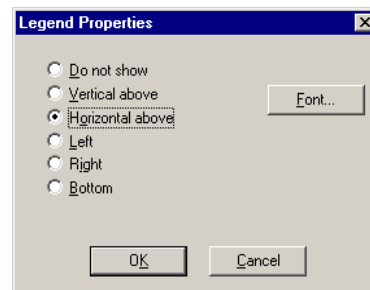 Legend Properties
Do not show
Vertical above
Font...
Horizontal above
Left
Right
Bottom
OK
Cancel